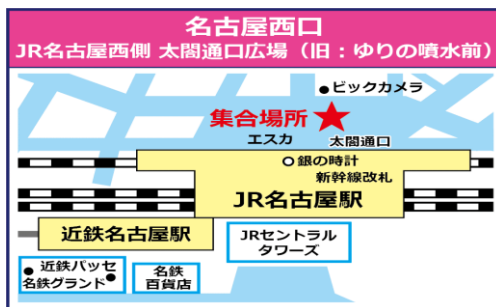 名古屋西口
JR名古屋西側 太閤通口広場（旧：ゆりの噴水前）
ビックカメラ
集合場所
エスカ
太閤通口
銀の時計
新幹線改札
JR名古屋駅
近鉄名古屋駅
JRセントラル
タワーズ
近鉄パッセ
名鉄グランド
名鉄
百貨店